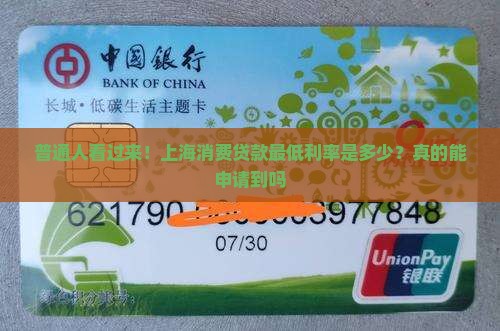 中国银行
BANK OF CHINA
长城·低碳生活主题卡
普通人看过来！上海消费贷款最低利率是多少？真的能
申请到吗
621790
3977848
07/30
UnionPay
银联